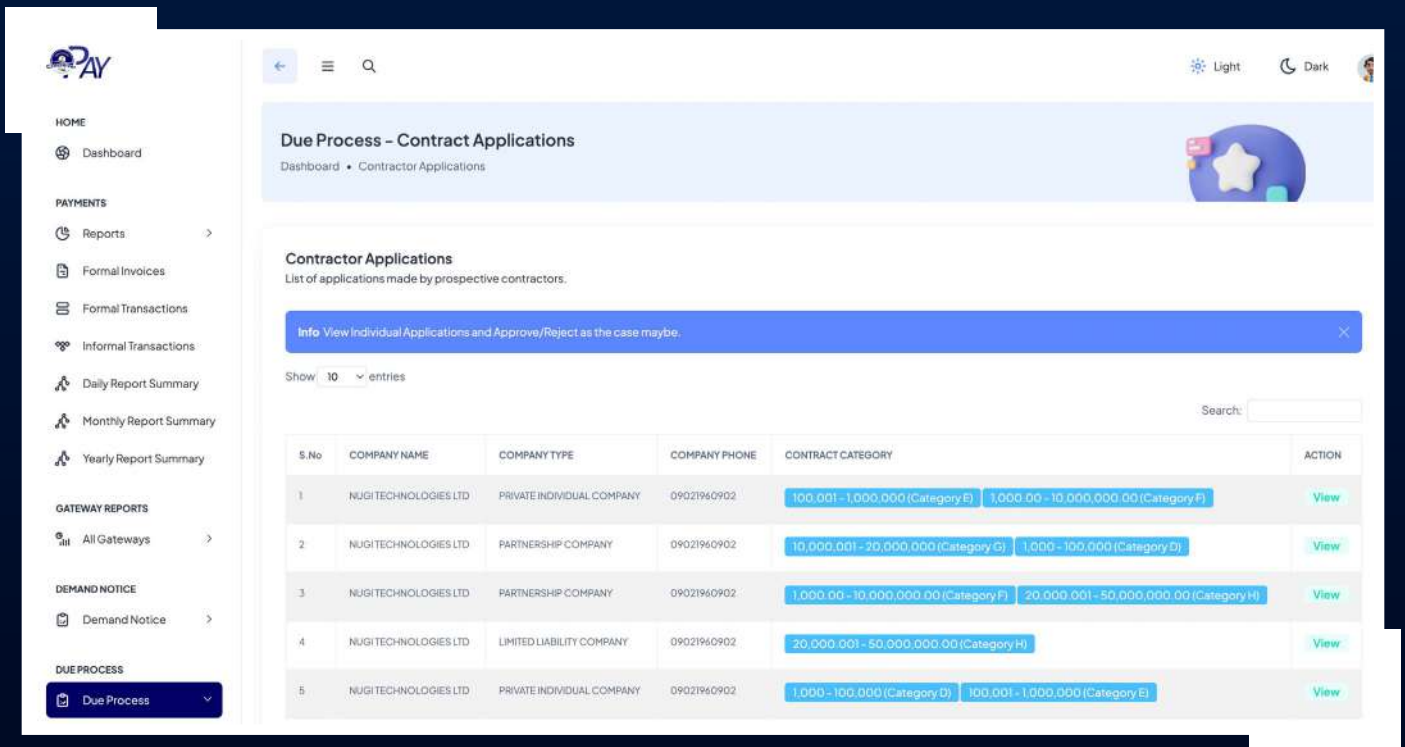 PAY
Light
Dark
HOME
Dashboard
Due Process - Contract Applications
Dashboard • Contractor Applications
PAYMENTS
Reports
Formal Invoices
Formal Transactions
Informal Transactions
Daily Report Summary
Monthly Report Summary
Yearly Report Summary
GATEWAY REPORTS
All Gateways
DEMAND NOTICE
Demand Notice
DUE PROCESS
Due Process
Contractor Applications
List of applications made by prospective contractors.
Info View Individual Applications and Approve/Reject as the case maybe.
Show 10 entries
Search:
S.No COMPANY NAME COMPANY TYPE COMPANY PHONE CONTRACT CATEGORY ACTION
1 NUGI TECHNOLOGIES LTD PRIVATE INDIVIDUAL COMPANY 09021960902 100,001 - 1,000,000 (Category E) 1,000.00 - 10,000,000.00 (Category F) View
2 NUGI TECHNOLOGIES LTD PARTNERSHIP COMPANY 09021960902 10,000,001 - 20,000,000 (Category G) 1,000 - 100,000 (Category D) View
3 NUGI TECHNOLOGIES LTD PARTNERSHIP COMPANY 09021960902 1,000.00 - 10,000,000.00 (Category F) 20,000.001 - 50,000,000.00 (Category H) View
4 NUGI TECHNOLOGIES LTD LIMITED LIABILITY COMPANY 09021960902 20,000.001 - 50,000,000.00 (Category H) View
5 NUGI TECHNOLOGIES LTD PRIVATE INDIVIDUAL COMPANY 09021960902 1,000 - 100,000 (Category D) 100,001 - 1,000,000 (Category E) View